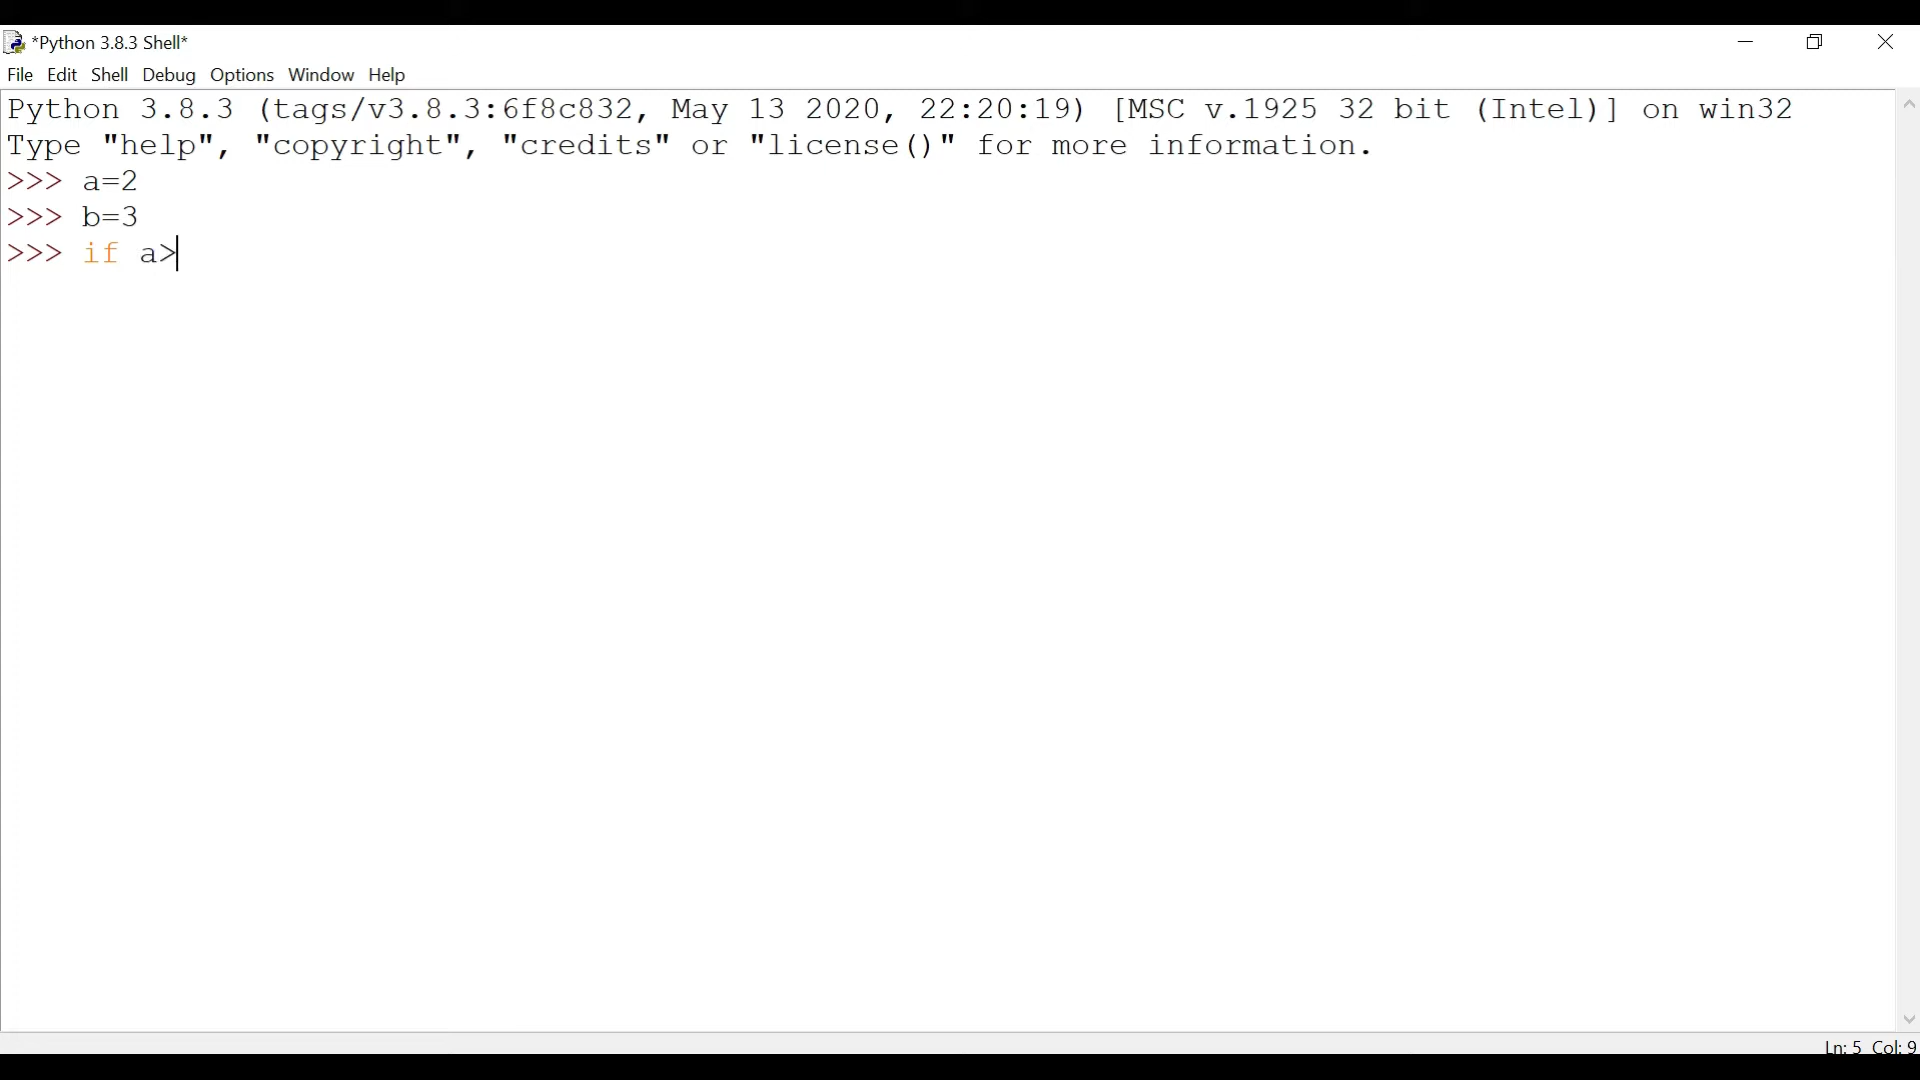 *Python 3.8.3 Shell*
File Edit Shell Debug Options Window Help
Python 3.8.3 (tags/v3.8.3:6f8c832, May 13 2020, 22:20:19) [MSC v.1925 32 bit (Intel)] on win32
Type "help", "copyright", "credits" or "license()" for more information.
>>> a=2
>>> b=3
>>> if a>
Ln: 5 Col: 9